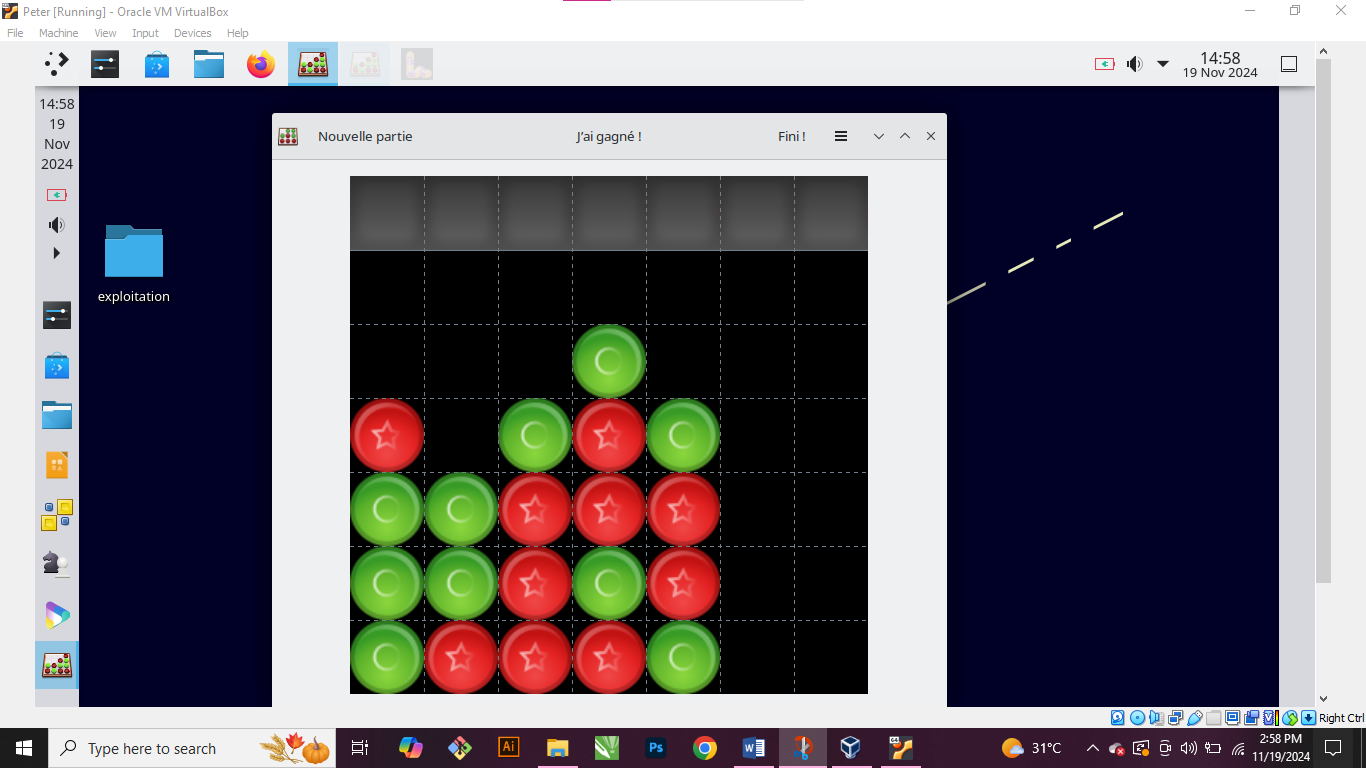 Peter [Running] - Oracle VM VirtualBox
File Machine View Input Devices Help
14:58
19 Nov 2024
14:58
19
Nov
2024
Nouvelle partie J'ai gagné ! Fini !
exploitation
Right Ctrl
Type here to search
Ai
Ps
W
31°C
2:58 PM
11/19/2024